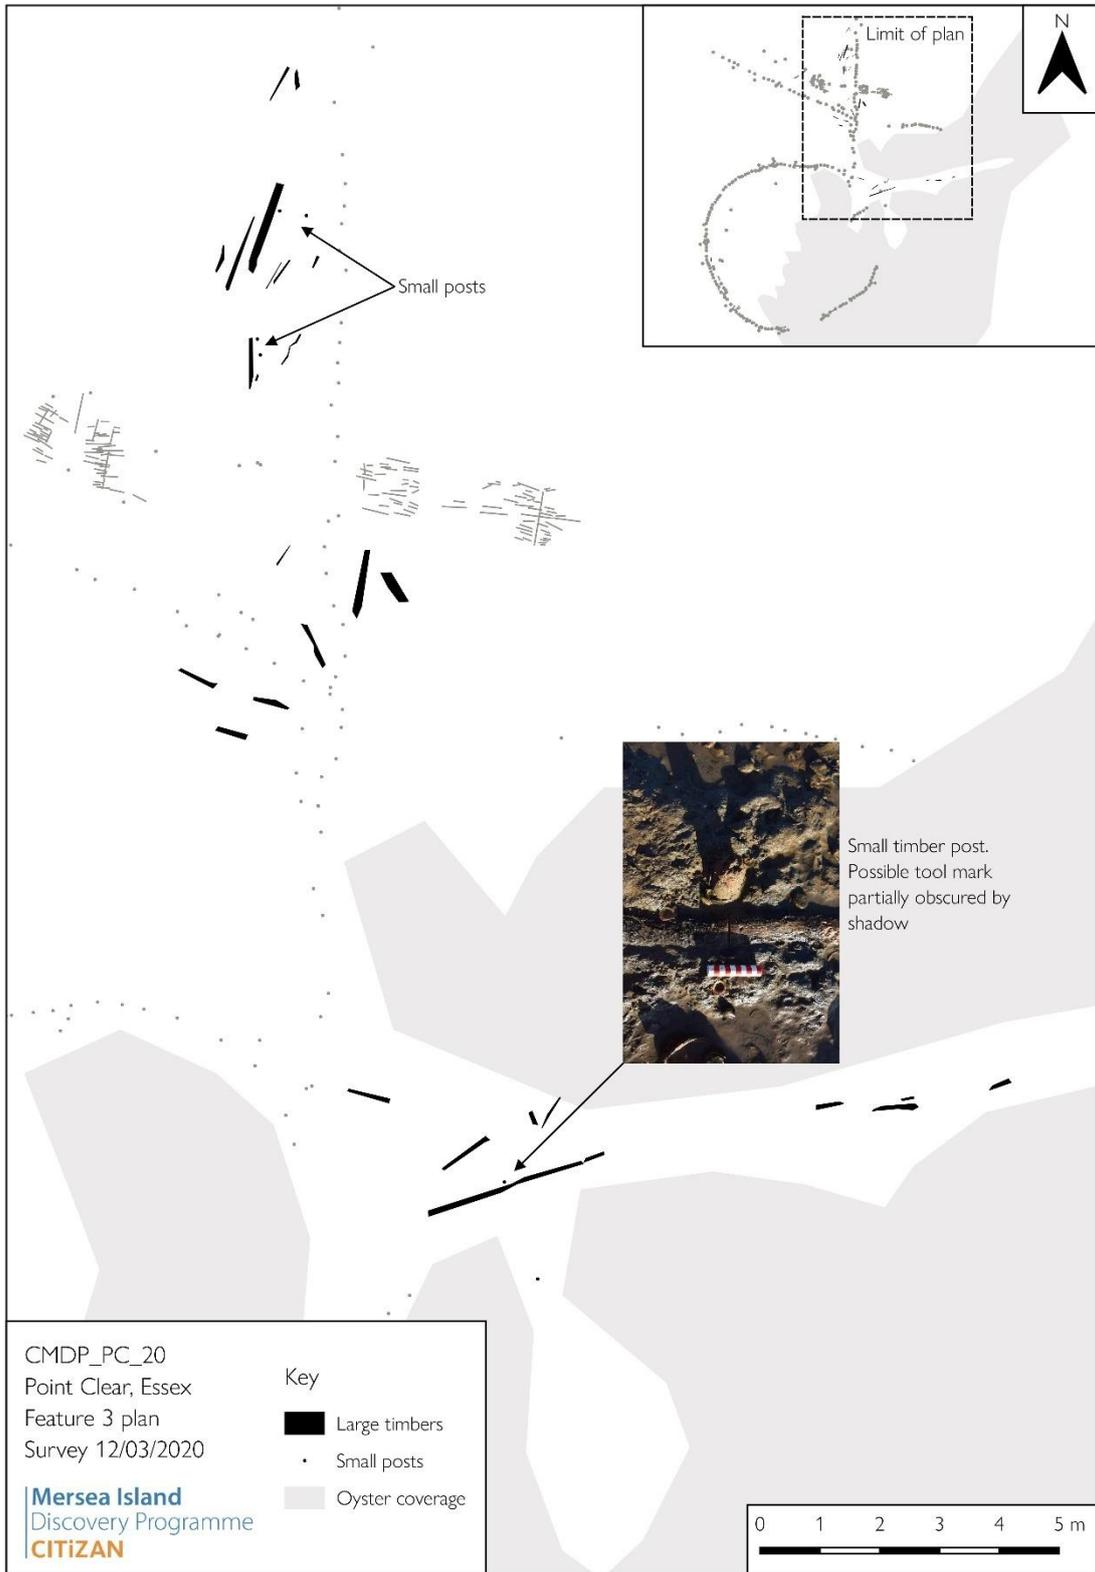 Limit of plan
N
Small posts
Small timber post.
Possible tool mark
partially obscured by
shadow
CMDP_PC_20
Point Clear, Essex
Feature 3 plan
Survey 12/03/2020
Mersea Island
Discovery Programme
CITiZAN
Key
Large timbers
Small posts
Oyster coverage
0 1 2 3 4 5 m